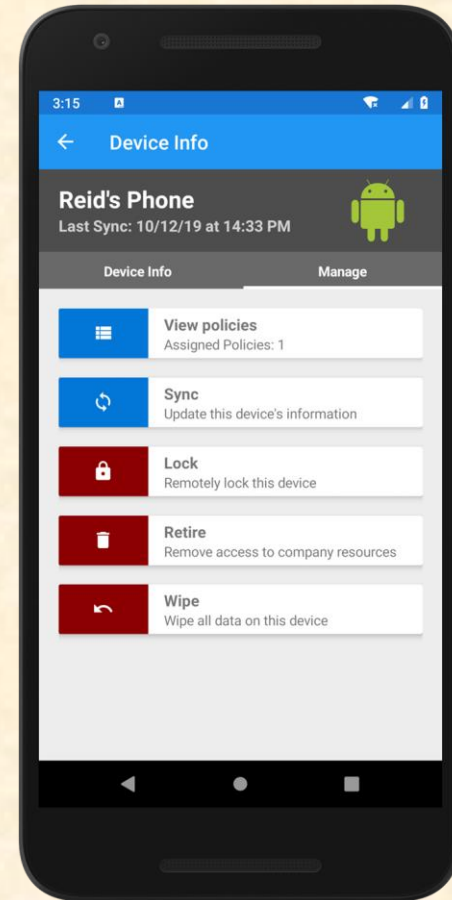 3:15
Device Info
Reid's Phone
Last Sync: 10/12/19 at 14:33 PM
Device Info Manage
View policies
Assigned Policies: 1
Sync
Update this device's information
Lock
Remotely lock this device
Retire
Remove access to company resources
Wipe
Wipe all data on this device